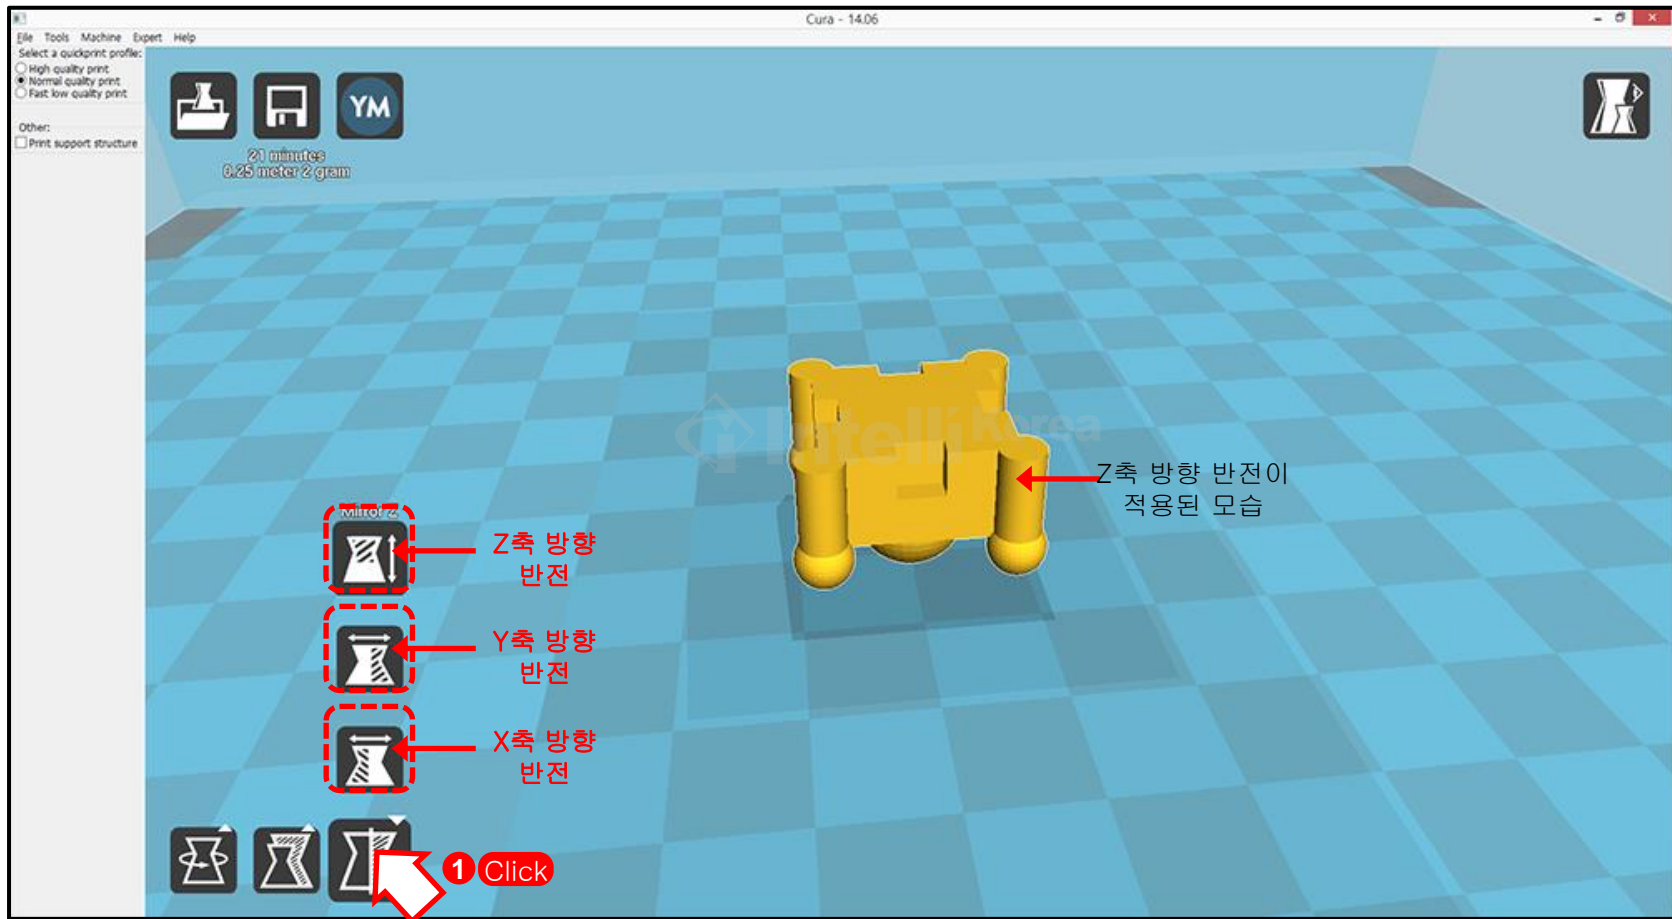 Cura - 14.06
File Tools Machine Expert Help
Select a quickprint profile:
High quality print
Normal quality print
Fast low quality print
Other:
Print support structure
YM
21 minutes
0.25 meter 2 gram
Intelli Korea
Z축 방향 반전이
적용된 모습
Mirror Z
Z축 방향
반전
Y축 방향
반전
X축 방향
반전
1 Click